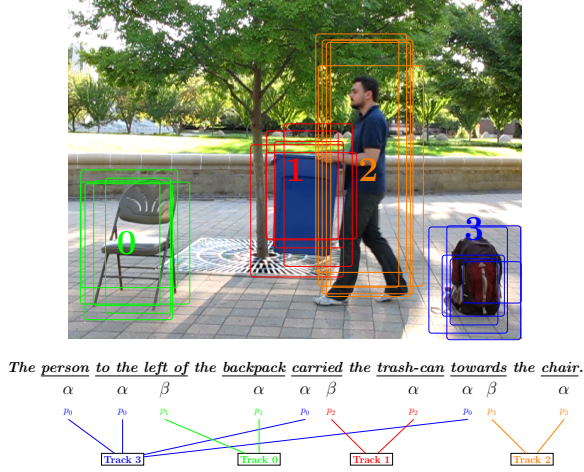 1 2
3
0
The person to the left of the backpack carried the trash-can towards the chair.
α α β α α β α α β α
p₀ p₀ p₁ p₁ p₀ p₂ p₂ p₀ p₃ p₃
Track 3 Track 0 Track 1 Track 2